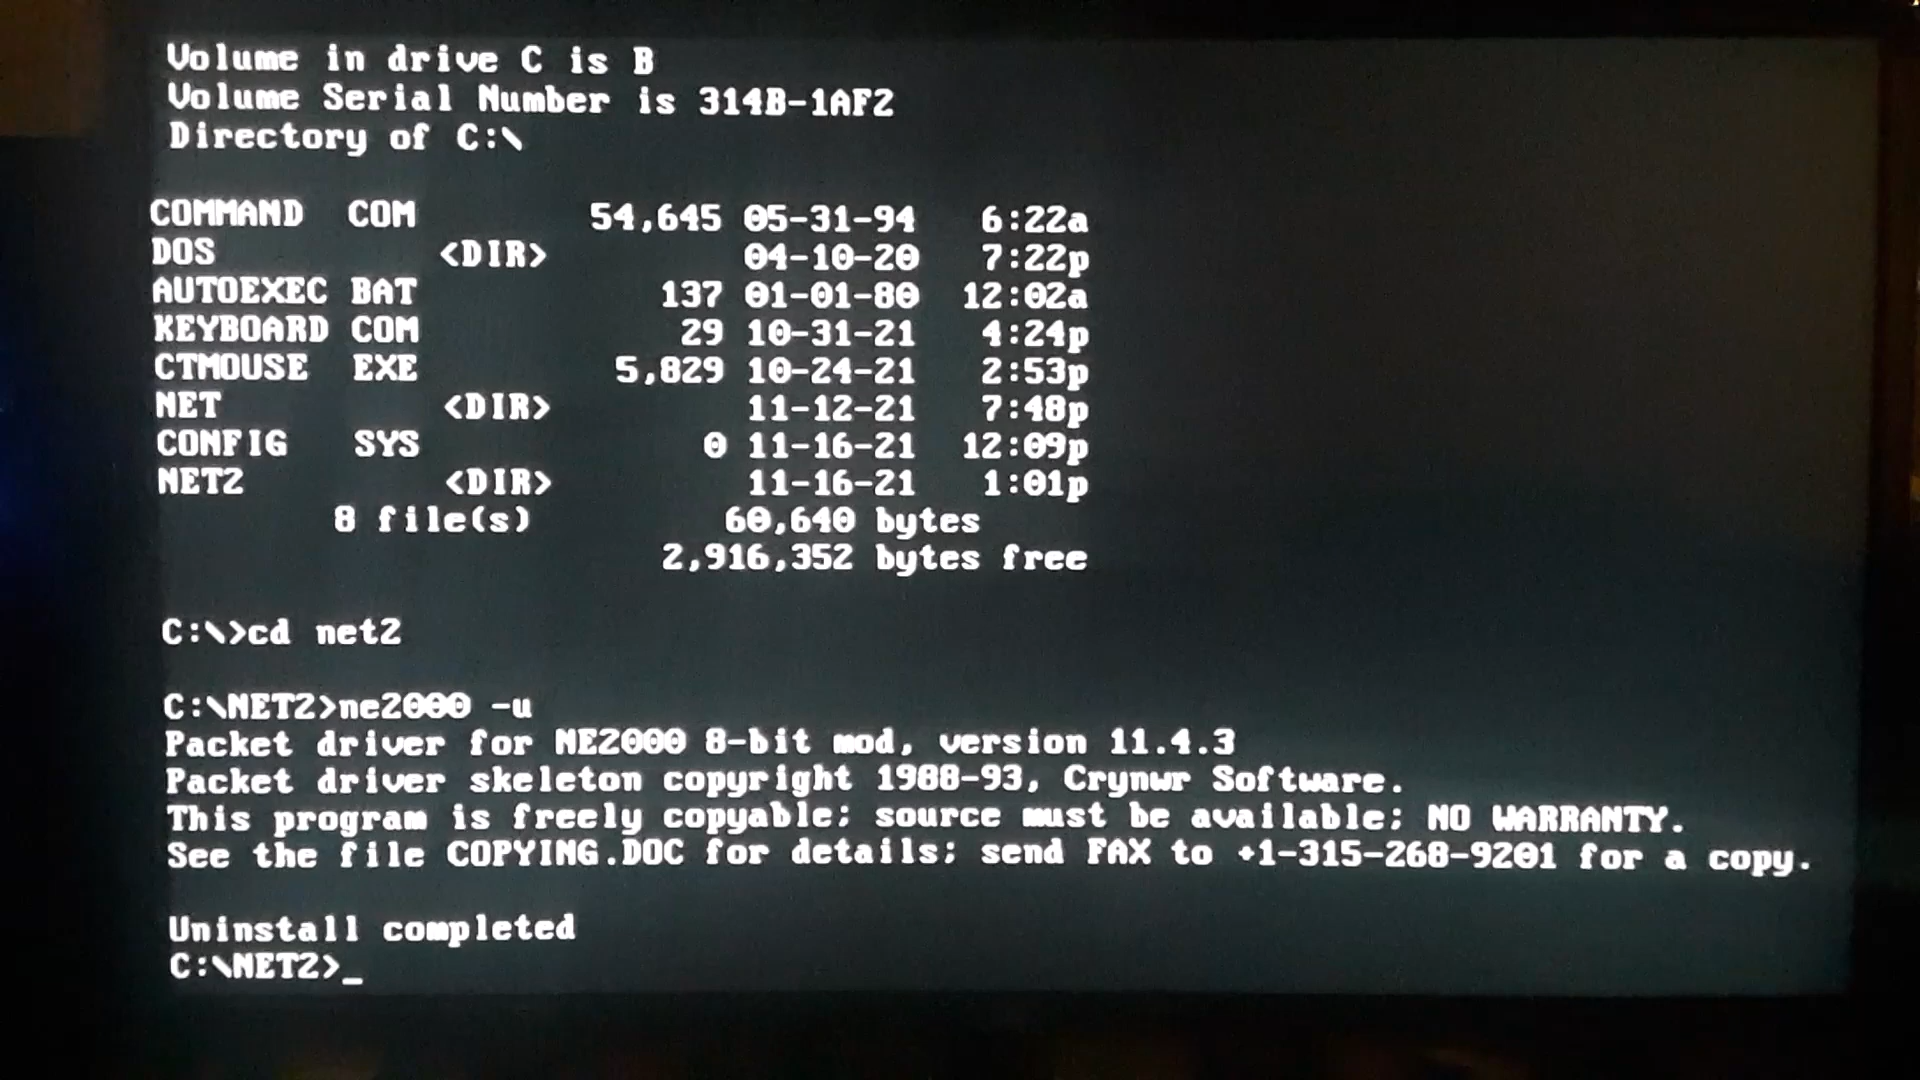 Volume in drive C is B
Volume Serial Number is 314B-1AF2
Directory of C:\
COMMAND  COM        54,645 05-31-94   6:22a
DOS          <DIR>         04-10-20   7:22p
AUTOEXEC BAT           137 01-01-80  12:02a
KEYBOARD COM            29 10-31-21   4:24p
CTMOUSE  EXE         5,829 10-24-21   2:53p
NET          <DIR>         11-12-21   7:48p
CONFIG   SYS             0 11-16-21  12:09p
NET2         <DIR>         11-16-21   1:01p
8 file(s)         60,640 bytes
2,916,352 bytes free
C:\>cd net2
C:\NET2>ne2000 -u
Packet driver for NE2000 8-bit mod, version 11.4.3
Packet driver skeleton copyright 1988-93, Crynwr Software.
This program is freely copyable; source must be available; NO WARRANTY.
See the file COPYING.DOC for details; send FAX to +1-315-268-9201 for a copy.
Uninstall completed
C:\NET2>_